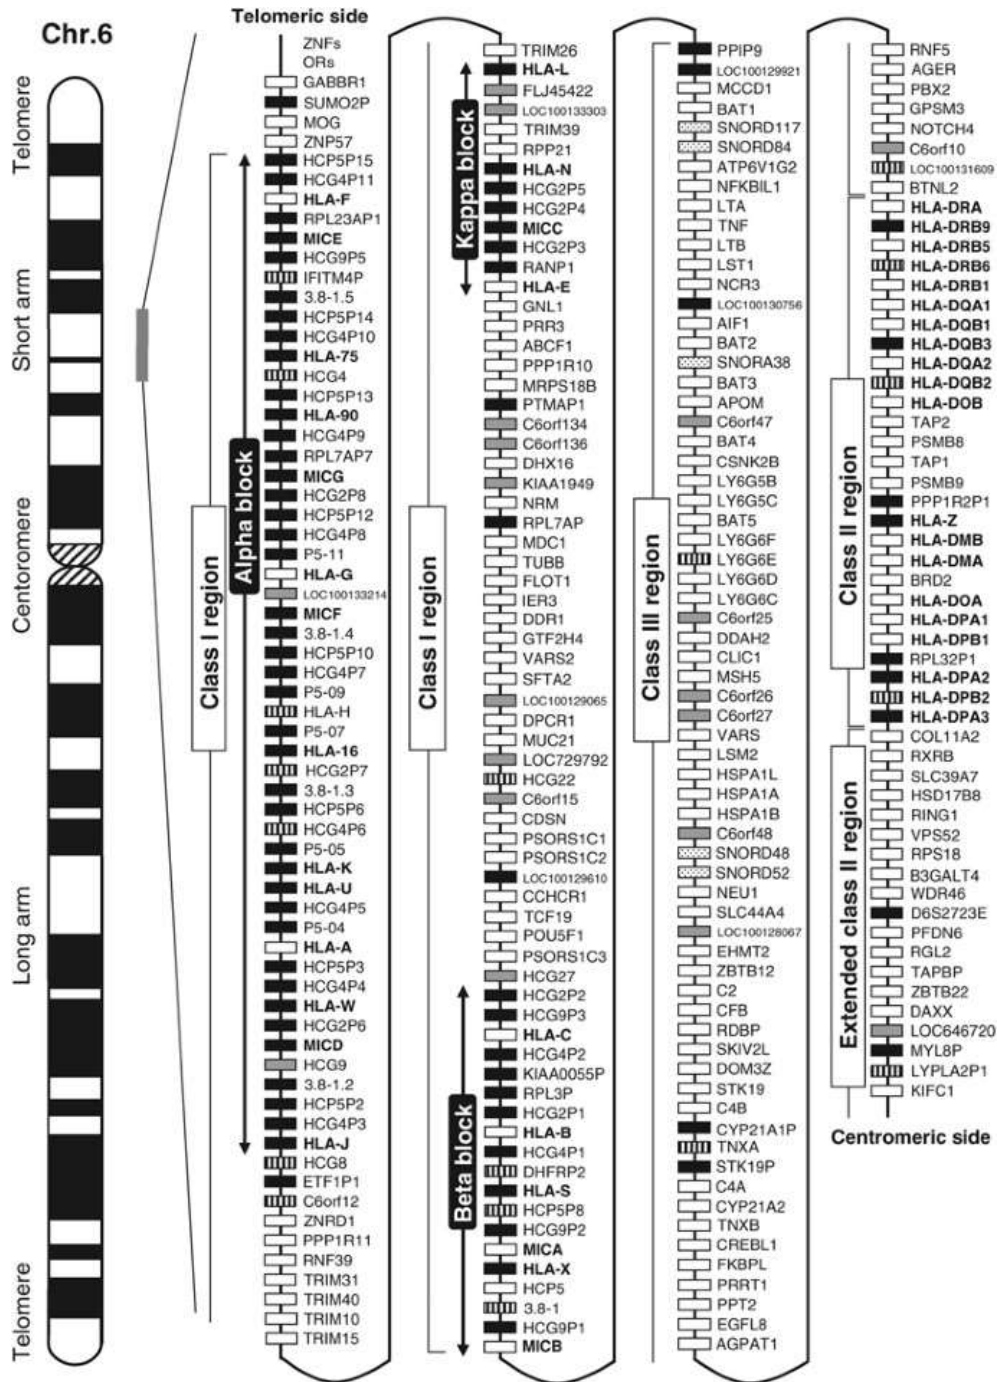 Chr.6
Telomere
Short arm
Centoromere
Long arm
Telomere
Telomeric side
ZNFs
ORs
GABBR1
SUMO2P
MOG
ZNP57
HCP5P15
HCG4P11
HLA-F
RPL23AP1
MICE
HCG9P5
IFITM4P
3.8-1.5
HCP5P14
HCG4P10
HLA-75
HCG4
HCP5P13
HLA-90
HCG4P9
RPL7AP7
MICG
HCG2P8
HCP5P12
HCG4P8
P5-11
HLA-G
LOC100133214
MICF
3.8-1.4
HCP5P10
HCG4P7
P5-09
HLA-H
P5-07
HLA-16
HCG2P7
3.8-1.3
HCP5P6
HCG4P6
P5-05
HLA-K
HLA-U
HCG4P5
P5-04
HLA-A
HCP5P3
HCG4P4
HLA-W
HCG2P6
MICD
HCG9
3.8-1.2
HCP5P2
HCG4P3
HLA-J
HCG8
ETF1P1
C6orf12
ZNRD1
PPP1R11
RNF39
TRIM31
TRIM40
TRIM10
TRIM15
Class I region
Alpha block
TRIM26
HLA-L
FLJ45422
LOC100133303
TRIM39
RPP21
HLA-N
HCG2P5
HCG2P4
MICC
HCG2P3
RANP1
HLA-E
GNL1
PRR3
ABCF1
PPP1R10
MRPS18B
PTMAP1
C6orf134
C6orf136
DHX16
KIAA1949
NRM
RPL7AP
MDC1
TUBB
FLOT1
IER3
DDR1
GTF2H4
VARS2
SFTA2
LOC100129065
DPCR1
MUC21
LOC729792
HCG22
C6orf15
CDSN
PSORS1C1
PSORS1C2
LOC100129610
CCHCR1
TCF19
POU5F1
PSORS1C3
HCG27
HCG2P2
HCG9P3
HLA-C
HCG4P2
KIAA0055P
RPL3P
HCG2P1
HLA-B
HCG4P1
DHFRP2
HLA-S
HCP5P8
HCG9P2
MICA
HLA-X
HCP5
3.8-1
HCG9P1
MICB
Kappa block
Class I region
Beta block
PPIP9
LOC100129921
MCCD1
BAT1
SNORD117
SNORD84
ATP6V1G2
NFKBIL1
LTA
TNF
LTB
LST1
NCR3
LOC100130756
AIF1
BAT2
SNORA38
BAT3
APOM
C6orf47
BAT4
CSNK2B
LY6G5B
LY6G5C
BAT5
LY6G6F
LY6G6E
LY6G6D
LY6G6C
C6orf25
DDAH2
CLIC1
MSH5
C6orf26
C6orf27
VARS
LSM2
HSPA1L
HSPA1A
HSPA1B
C6orf48
SNORD48
SNORD52
NEU1
SLC44A4
LOC100128067
EHMT2
ZBTB12
C2
CFB
RDBP
SKIV2L
DOM3Z
STK19
C4B
CYP21A1P
TNXA
STK19P
C4A
CYP21A2
TNXB
CREBL1
FKBPL
PRRT1
PPT2
EGFL8
AGPAT1
Class III region
RNF5
AGER
PBX2
GPSM3
NOTCH4
C6orf10
LOC100131609
BTNL2
HLA-DRA
HLA-DRB9
HLA-DRB5
HLA-DRB6
HLA-DRB1
HLA-DQA1
HLA-DQB1
HLA-DQB3
HLA-DQA2
HLA-DQB2
HLA-DOB
TAP2
PSMB8
TAP1
PSMB9
PPP1R2P1
HLA-Z
HLA-DMB
HLA-DMA
BRD2
HLA-DOA
HLA-DPA1
HLA-DPB1
RPL32P1
HLA-DPA2
HLA-DPB2
HLA-DPA3
COL11A2
RXRB
SLC39A7
HSD17B8
RING1
VPS52
RPS18
B3GALT4
WDR46
D6S2723E
PFDN6
RGL2
TAPBP
ZBTB22
DAXX
LOC646720
MYL8P
LYPLA2P1
KIFC1
Class II region
Extended class II region
Centromeric side